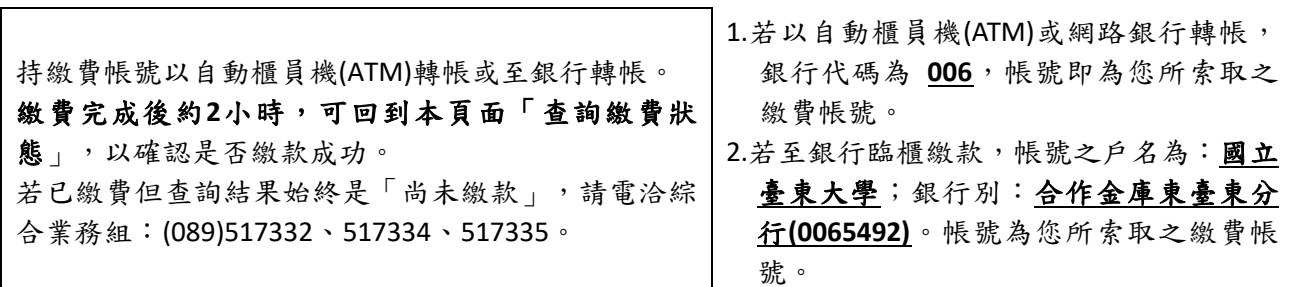 持繳費帳號以自動櫃員機(ATM)轉帳或至銀行轉帳。
繳費完成後約2小時，可回到本頁面「查詢繳費狀
態」，以確認是否繳款成功。
若已繳費但查詢結果始終是「尚未繳款」，請電洽綜
合業務組：(089)517332、517334、517335。
1.若以自動櫃員機(ATM)或網路銀行轉帳，
銀行代碼為 006，帳號即為您所索取之
繳費帳號。
2.若至銀行臨櫃繳款，帳號之戶名為：國立
臺東大學；銀行別：合作金庫東臺東分
行(0065492)。帳號為您所索取之繳費帳
號。